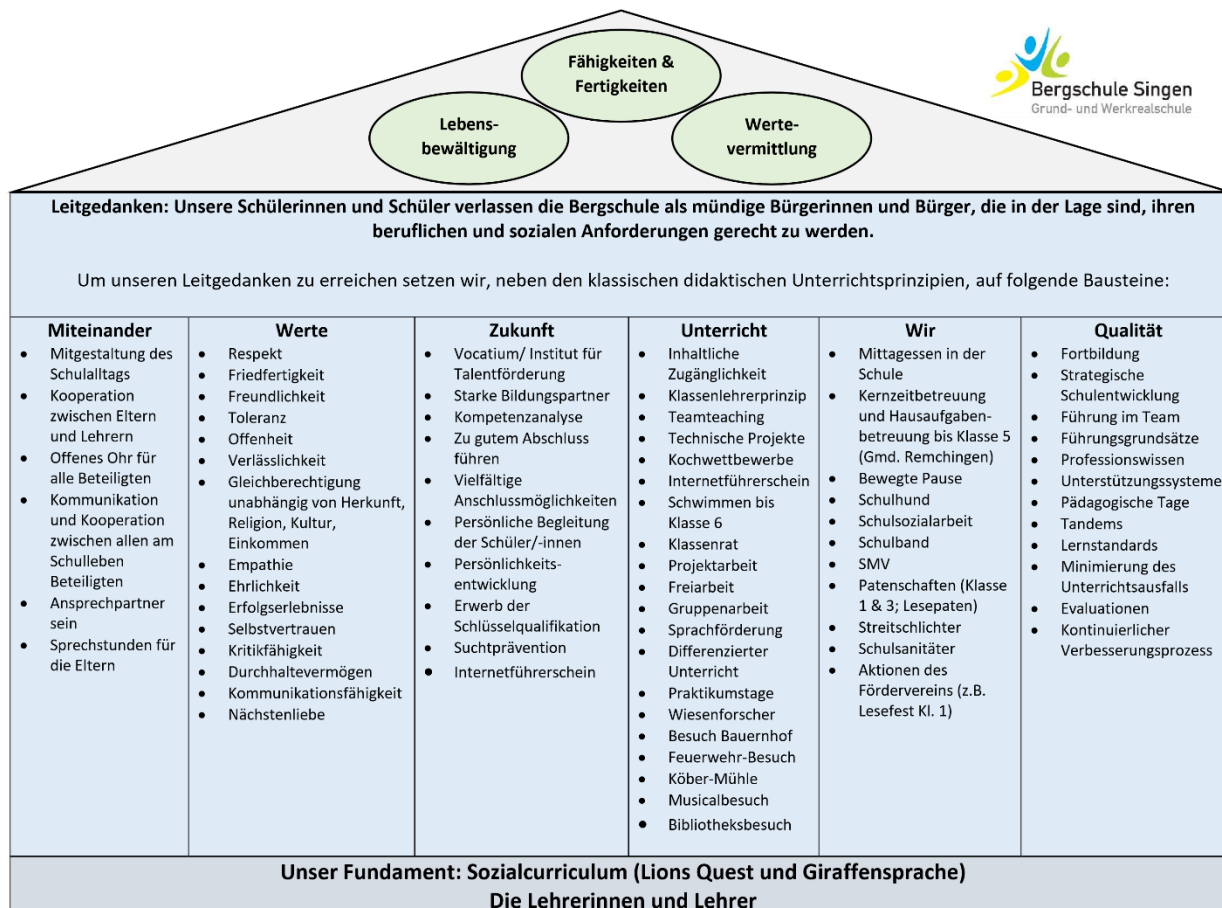 Fähigkeiten &
Fertigkeiten
Lebens-
bewältigung
Werte-
vermittlung
Bergschule Singen
Grund- und Werkrealschule
Leitgedanken: Unsere Schülerinnen und Schüler verlassen die Bergschule als mündige Bürgerinnen und Bürger, die in der Lage sind, ihren
beruflichen und sozialen Anforderungen gerecht zu werden.
Um unseren Leitgedanken zu erreichen setzen wir, neben den klassischen didaktischen Unterrichtsprinzipien, auf folgende Bausteine:
Miteinander
• Mitgestaltung des
Schulalltags
• Kooperation
zwischen Eltern
und Lehrern
• Offenes Ohr für
alle Beteiligten
• Kommunikation
und Kooperation
zwischen allen am
Schulleben
Beteiligten
• Ansprechpartner
sein
• Sprechstunden für
die Eltern
Werte
• Respekt
• Friedfertigkeit
• Freundlichkeit
• Toleranz
• Offenheit
• Verlässlichkeit
• Gleichberechtigung
unabhängig von Herkunft,
Religion, Kultur,
Einkommen
• Empathie
• Ehrlichkeit
• Erfolgserlebnisse
• Selbstvertrauen
• Kritikfähigkeit
• Durchhaltevermögen
• Kommunikationsfähigkeit
• Nächstenliebe
Zukunft
• Vocatium/ Institut für
Talentförderung
• Starke Bildungspartner
• Kompetenzanalyse
• Zu gutem Abschluss
führen
• Vielfältige
Anschlussmöglichkeiten
• Persönliche Begleitung
der Schüler/-innen
• Persönlichkeits-
entwicklung
• Erwerb der
Schlüsselqualifikation
• Suchtprävention
• Internetführerschein
Unterricht
• Inhaltliche
Zugänglichkeit
• Klassenlehrerprinzip
• Teamteaching
• Technische Projekte
• Kochwettbewerbe
• Internetführerschein
• Schwimmen bis
Klasse 6
• Klassenrat
• Projektarbeit
• Freiarbeit
• Gruppenarbeit
• Sprachförderung
• Differenzierter
Unterricht
• Praktikumstage
• Wiesenforscher
• Besuch Bauernhof
• Feuerwehr-Besuch
• Köber-Mühle
• Musicalbesuch
• Bibliotheksbesuch
Wir
• Mittagessen in der
Schule
• Kernzeitbetreuung
und Hausaufgaben-
betreuung bis Klasse 5
(Gmd. Remchingen)
• Bewegte Pause
• Schulhund
• Schulsozialarbeit
• Schulband
• SMV
• Patenschaften (Klasse
1 & 3; Lesepaten)
• Streitschlichter
• Schulsanitäter
• Aktionen des
Fördervereins (z.B.
Lesefest Kl. 1)
Qualität
• Fortbildung
• Strategische
Schulentwicklung
• Führung im Team
• Führungsgrundsätze
• Professionswissen
• Unterstützungssysteme
• Pädagogische Tage
• Tandems
• Lernstandards
• Minimierung des
Unterrichtsausfalls
• Evaluationen
• Kontinuierlicher
Verbesserungsprozess
Unser Fundament: Sozialcurriculum (Lions Quest und Giraffensprache)
Die Lehrerinnen und Lehrer